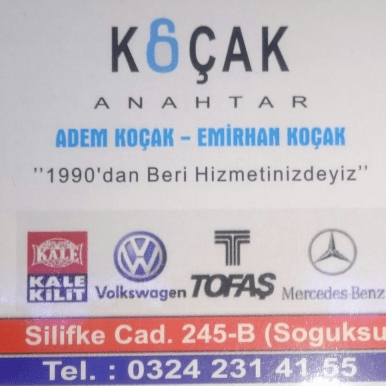 KOÇAK
ANAHTAR
ADEM KOÇAK – EMİRHAN KOÇAK
''1990'dan Beri Hizmetinizdeyiz''
KALE
KALE KİLİT
Volkswagen
TOFAŞ
Mercedes-Benz
Silifke Cad. 245-B (Soguksu
Tel. : 0324 231 41 55